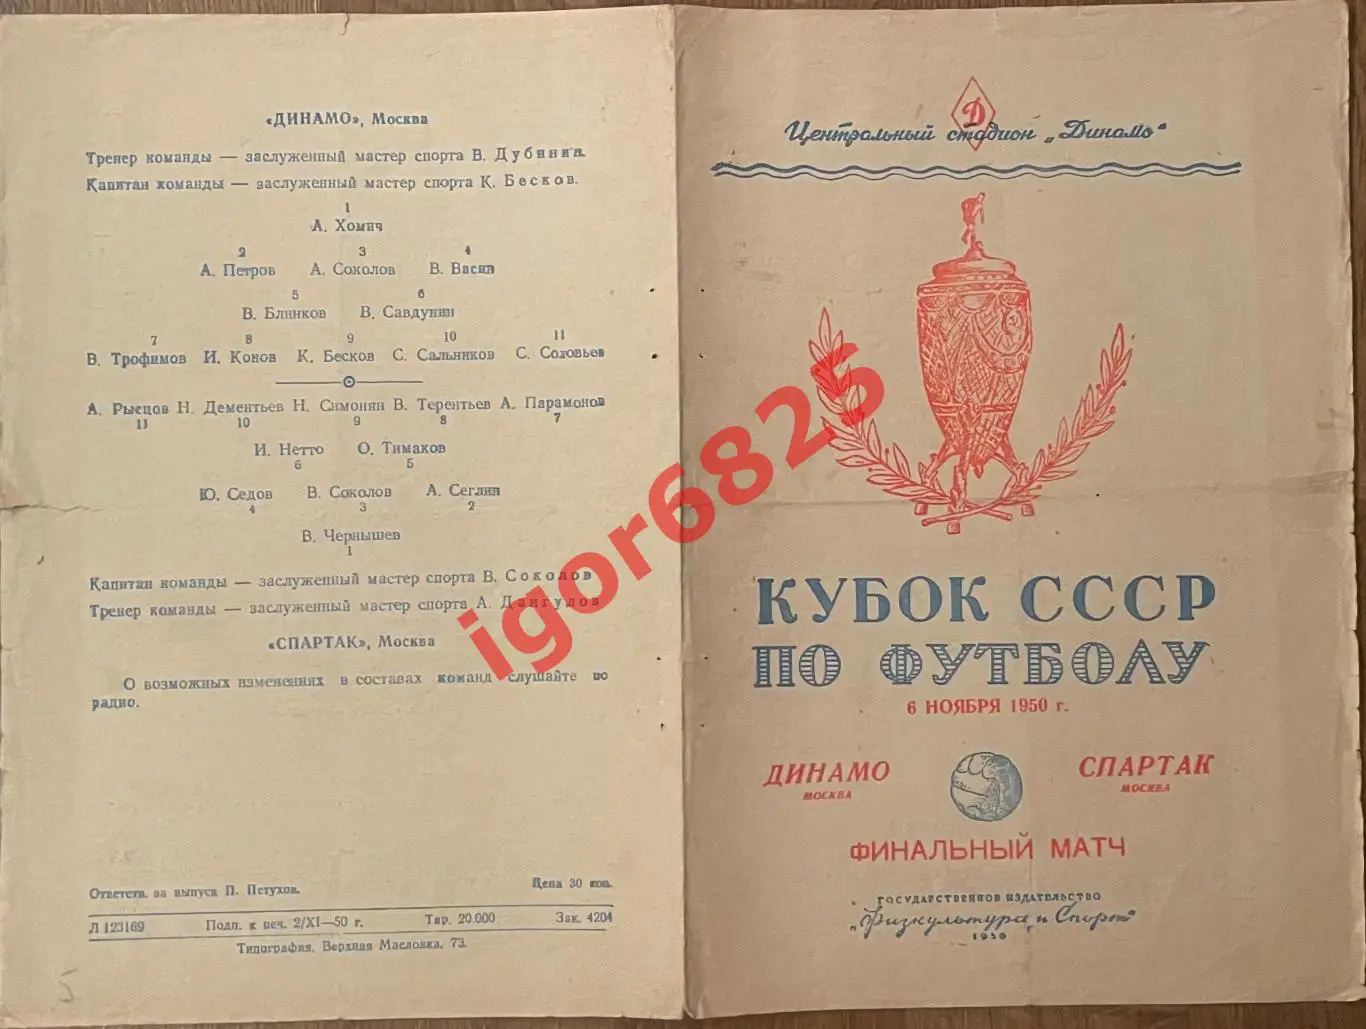 «ДИНАМО», Москва
Тренер команды — заслуженный мастер спорта В. Дубинин.
Капитан команды — заслуженный мастер спорта К. Бесков.
1
А. Хомич
2 3 4
А. Петров А. Соколов В. Васин
5 6
В. Блинков В. Савдунин
7 8 9 10 11
В. Трофимов И. Конов К. Бесков С. Сальников С. Соловьев
А. Рысцов Н. Дементьев Н. Симонян В. Терентьев А. Парамонов
11 10 9 8 7
И. Нетто О. Тимаков
6 5
Ю. Седов В. Соколов А. Сеглин
4 3 2
В. Чернышев
1
Капитан команды — заслуженный мастер спорта В. Соколов
Тренер команды — заслуженный мастер спорта А. Дангулов
«СПАРТАК», Москва
О возможных изменениях в составах команд слушайте по
радио.
Ответств. за выпуск П. Петухов. Цена 30 коп.
Л 123169 Подп. к печ. 2/XI—50 г. Тир. 20.000 Зак. 4204
Типография, Верхняя Масловка, 73.
5
Д
Центральный стадион „Динамо"
КУБОК СССР
ПО ФУТБОЛУ
6 НОЯБРЯ 1950 г.
ДИНАМО СПАРТАК
МОСКВА МОСКВА
ФИНАЛЬНЫЙ МАТЧ
ГОСУДАРСТВЕННОЕ ИЗДАТЕЛЬСТВО
„Физкультура и Спорт"
1950
igor6825